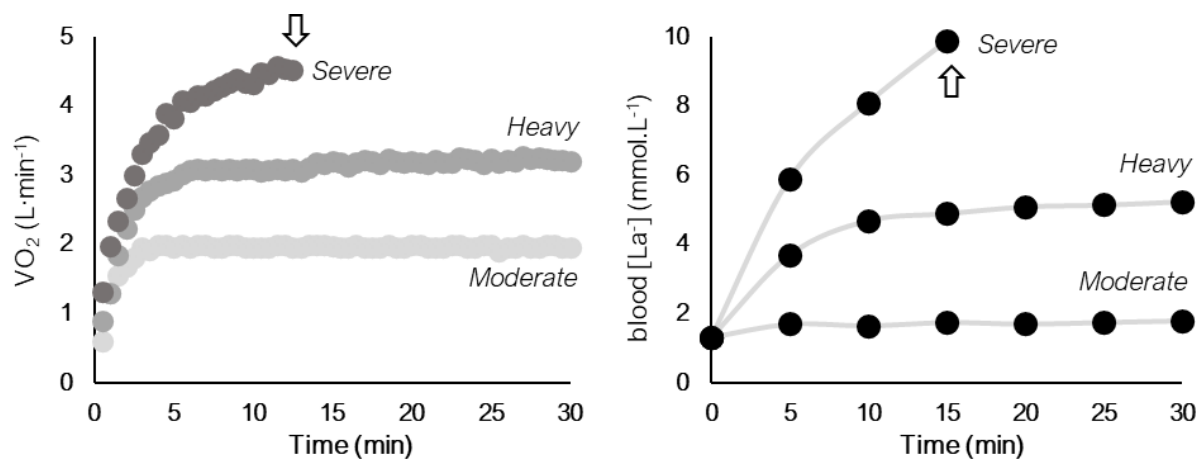 5
4
3
2
1
0
VO₂ (L·min⁻¹)
Severe
Heavy
Moderate
0 5 10 15 20 25 30
Time (min)
10
8
6
4
2
0
blood [La⁻] (mmol.L⁻¹)
Severe
Heavy
Moderate
0 5 10 15 20 25 30
Time (min)